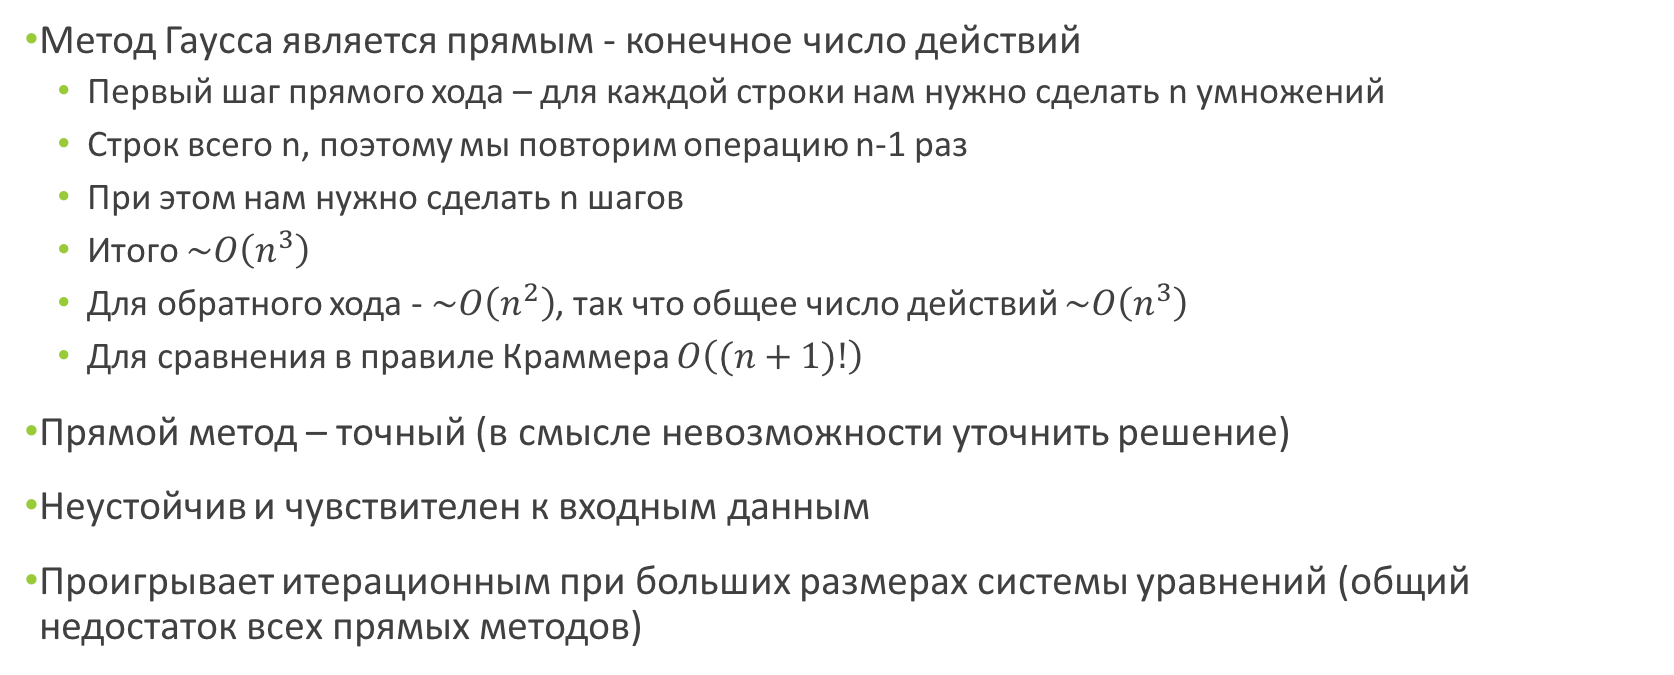 •Метод Гаусса является прямым - конечное число действий
• Первый шаг прямого хода – для каждой строки нам нужно сделать n умножений
• Строк всего n, поэтому мы повторим операцию n-1 раз
• При этом нам нужно сделать n шагов
• Итого ~O(n³)
• Для обратного хода - ~O(n²), так что общее число действий ~O(n³)
• Для сравнения в правиле Краммера O((n + 1)!)
•Прямой метод – точный (в смысле невозможности уточнить решение)
•Неустойчив и чувствителен к входным данным
•Проигрывает итерационным при больших размерах системы уравнений (общий
недостаток всех прямых методов)